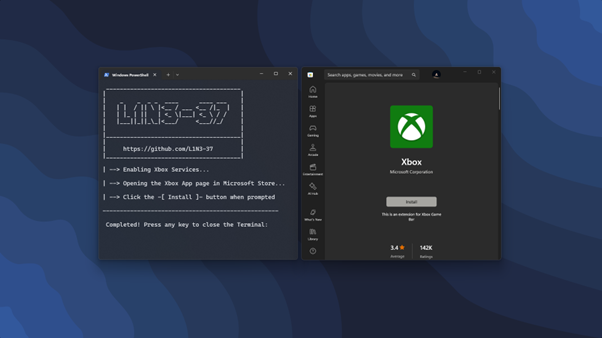 Windows PowerShell
https://github.com/L1N3-37
| --> Enabling Xbox Services...
| --> Opening the Xbox App page in Microsoft Store...
| --> Click the -[ Install ]- button when prompted
Completed! Press any key to close the Terminal:
Search apps, games, movies, and more
Home
Apps
Gaming
Arcade
Entertainment
AI Hub
What's New
Library
Xbox
Microsoft Corporation
Install
This is an extension for Xbox Game
Bar
3.4★
Average
142K
Ratings